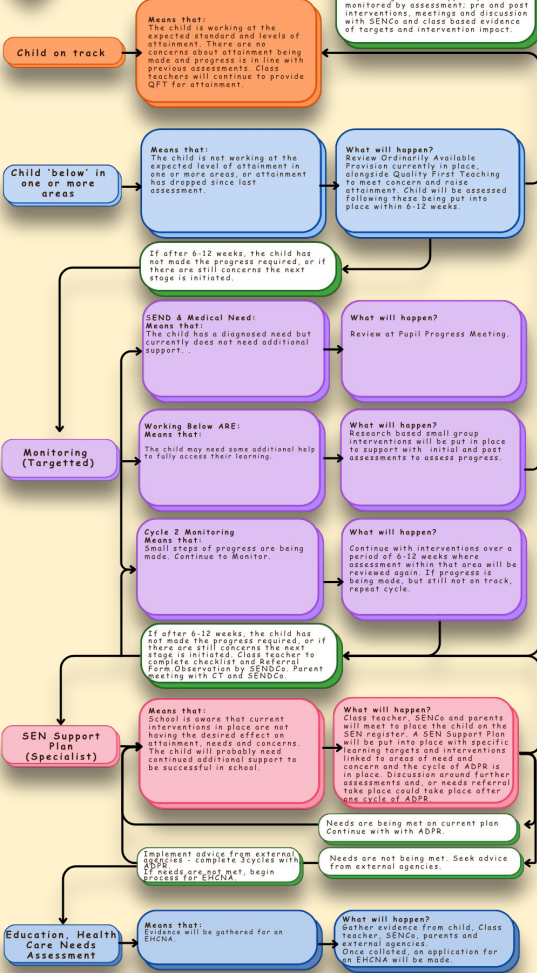 monitored by assessment; pre and post
interventions, meetings and discussion
with SENCo and class based evidence
of targets and intervention impact.
Child on track
Means that:
The child is working at the
expected standard and levels of
attainment. There are no
concerns about attainment being
made and progress is in line with
previous assessments. Class
teachers will continue to provide
QFT for attainment.
Child 'below' in
one or more
areas
Means that:
The child is not working at the
expected level of attainment in
one or more areas, or attainment
has dropped since last
assessment.
What will happen?
Review Ordinarily Available
Provision currently in place,
alongside Quality First Teaching
to meet concern and raise
attainment. Child will be assessed
following these being put into
place within 6-12 weeks.
If after 6-12 weeks, the child has
not made the progress required, or if
there are still concerns the next
stage is initiated.
Monitoring
(Targetted)
SEND & Medical Need:
Means that:
The child has a diagnosed need but
currently does not need additional
support. .
What will happen?
Review at Pupil Progress Meeting.
Working Below ARE:
Means that:
The child may need some additional help
to fully access their learning.
What will happen?
Research based small group
interventions will be put in place
to support with initial and post
assessments to assess progress.
Cycle 2 Monitoring
Means that:
Small steps of progress are being
made. Continue to Monitor.
What will happen?
Continue with interventions over a
period of 6-12 weeks where
assessment within that area will be
reviewed again. If progress is
being made, but still not on track,
repeat cycle.
If after 6-12 weeks, the child has
not made the progress required, or if
there are still concerns the next
stage is initiated. Class teacher to
complete checklist and Referral
Form.Observation by SENDCo. Parent
meeting with CT and SENDCo.
SEN Support
Plan
(Specialist)
Means that:
School is aware that current
interventions in place are not
having the desired effect on
attainment, needs and concerns.
The child will probably need
continued additional support to
be successful in school.
What will happen?
Class teacher, SENCo and parents
will meet to place the child on the
SEN register. A SEN Support Plan
will be put into place with specific
learning targets and interventions
linked to areas of need and
concern and the cycle of ADPR is
in place. Discussion around further
assessments and, or needs referral
take place could take place after
one cycle of ADPR.
Needs are being met on current plan
Continue with with ADPR.
Implement advice from external
agencies - complete 3cycles with
ADPR
If needs are not met, begin
process for EHCNA.
Needs are not being met. Seek advice
from external agencies.
Education, Health
Care Needs
Assessment
Means that:
Evidence will be gathered for an
EHCNA.
What will happen?
Gather evidence from child, Class
teacher, SENCo, parents and
external agencies.
Once collated, an application for
an EHCNA will be made.